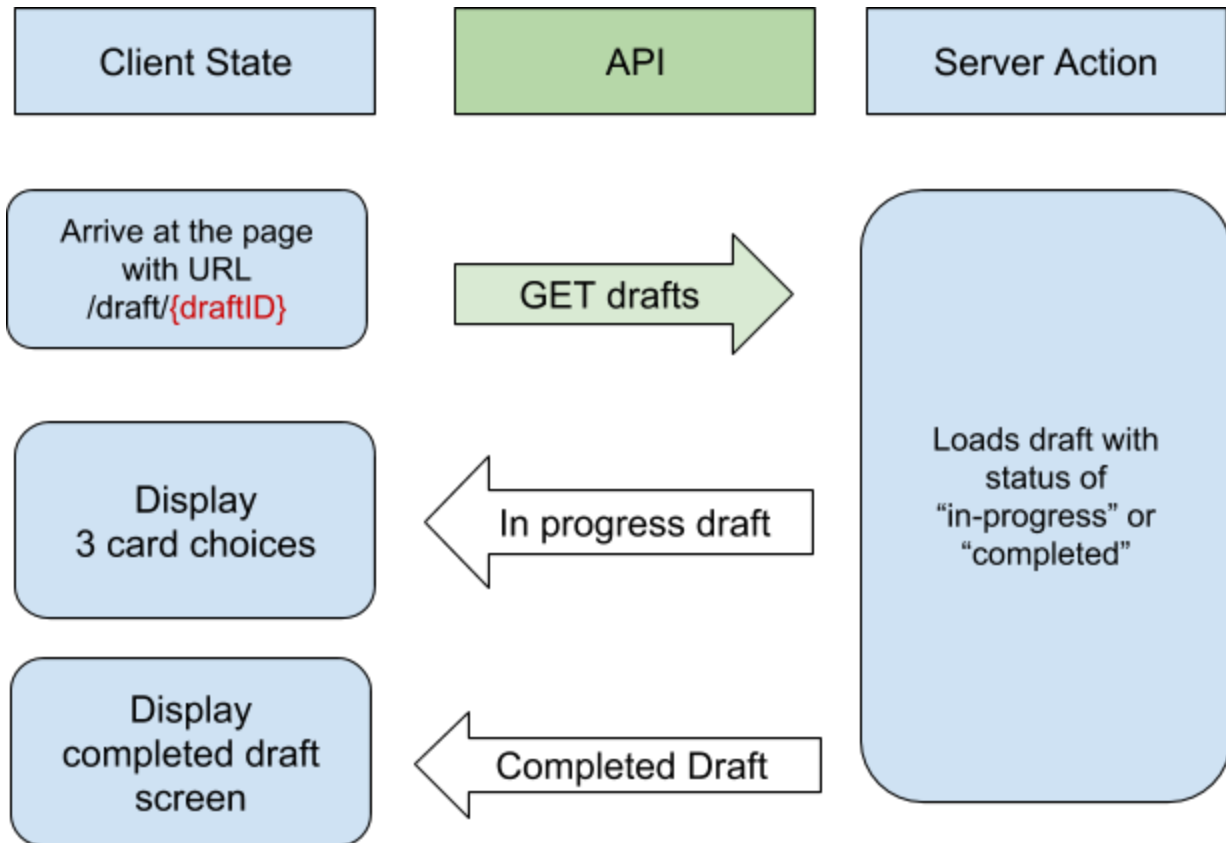 Client State
API
Server Action
Arrive at the page
with URL
/draft/{draftID}
GET drafts
Loads draft with
status of
“in-progress” or
“completed”
Display
3 card choices
In progress draft
Display
completed draft
screen
Completed Draft